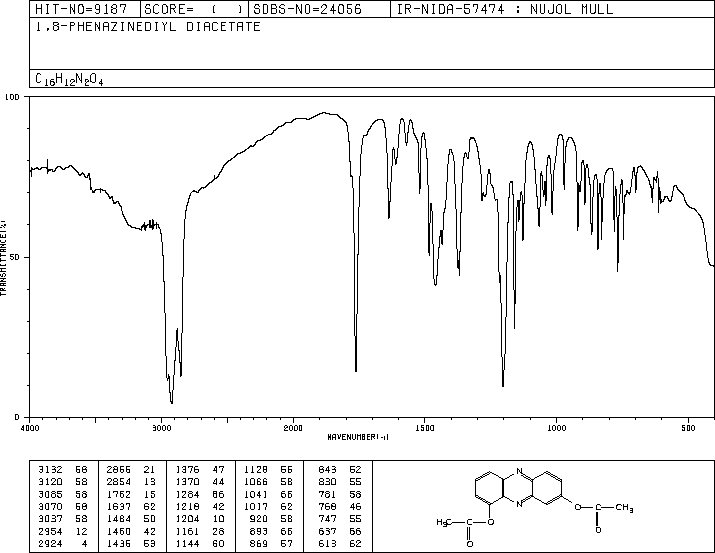 HIT-NO=9187 SCORE= ( ) SDBS-NO=24056 IR-NIDA-57474 : NUJOL MULL
1,8-PHENAZINEDIYL DIACETATE
C16H12N2O4
100
50
0
TRANSMITTANCE(%)
4000 3000 2000 1500 1000 500
WAVENUMBER(-1)
3132 60 2866 21 1376 47 1128 55 843 52
3120 58 2854 13 1370 44 1066 58 830 55
3085 58 1762 15 1284 66 1041 66 781 58
3070 60 1637 62 1218 42 1017 62 768 46
3037 58 1484 50 1204 10 920 58 747 55
2954 12 1460 42 1161 28 893 66 637 66
2924 4 1436 53 1144 60 869 57 613 62
N
N
O C CH3
O
H3C C O
O